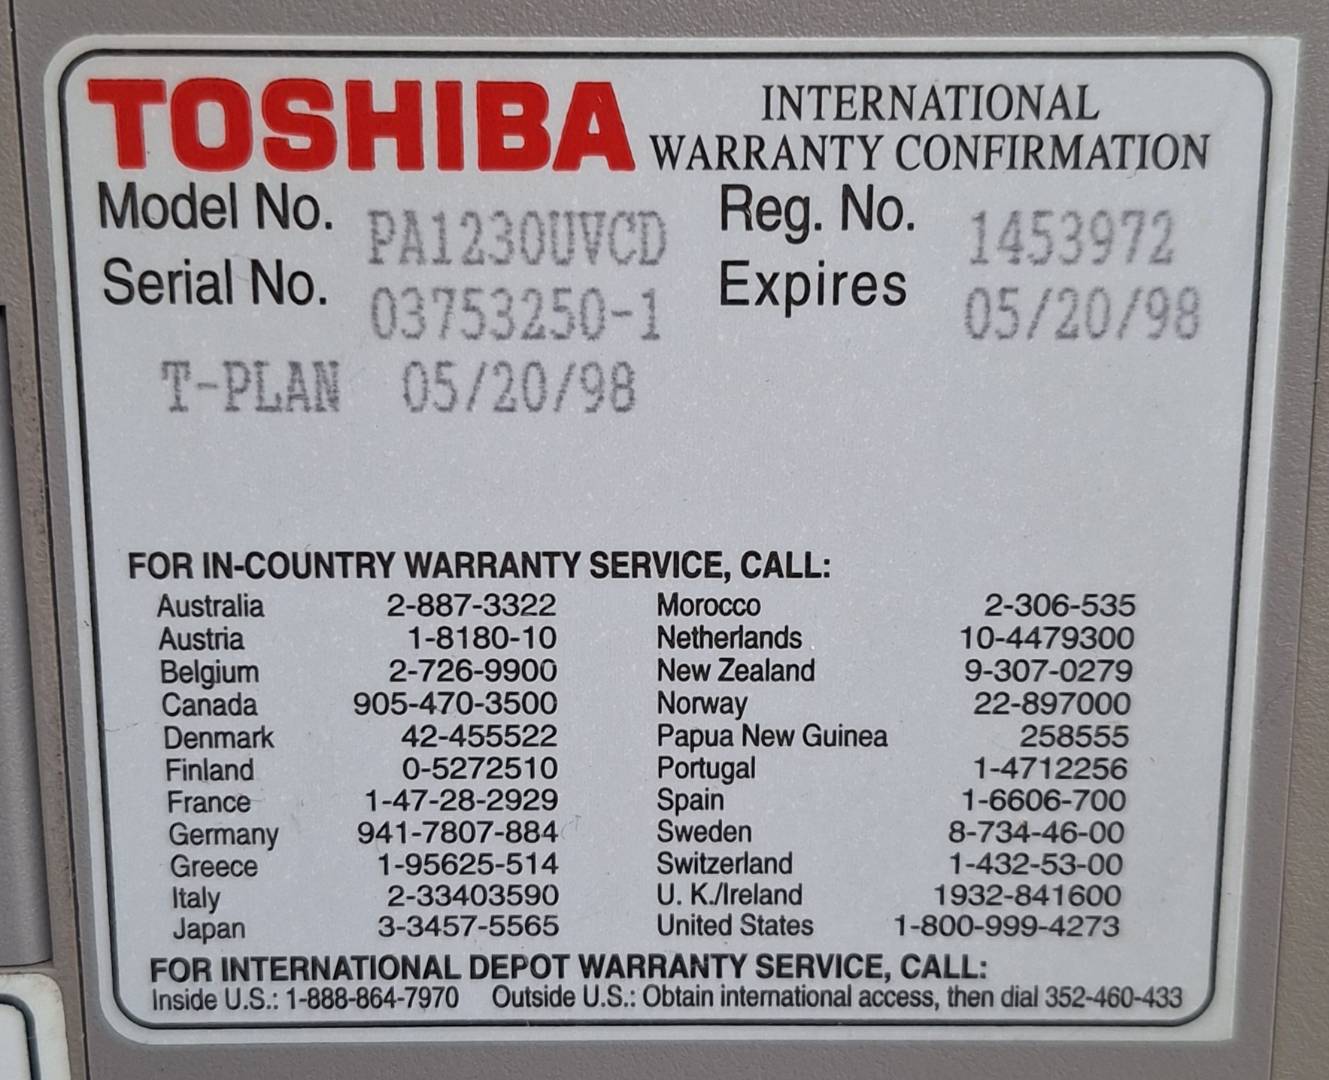 TOSHIBA INTERNATIONAL WARRANTY CONFIRMATION
Model No. PA1230UVCD Reg. No. 1453972
Serial No. 03753250-1 Expires 05/20/98
T-PLAN 05/20/98
FOR IN-COUNTRY WARRANTY SERVICE, CALL:
Australia 2-887-3322 Morocco 2-306-535
Austria 1-8180-10 Netherlands 10-4479300
Belgium 2-726-9900 New Zealand 9-307-0279
Canada 905-470-3500 Norway 22-897000
Denmark 42-455522 Papua New Guinea 258555
Finland 0-5272510 Portugal 1-4712256
France 1-47-28-2929 Spain 1-6606-700
Germany 941-7807-884 Sweden 8-734-46-00
Greece 1-95625-514 Switzerland 1-432-53-00
Italy 2-33403590 U. K./Ireland 1932-841600
Japan 3-3457-5565 United States 1-800-999-4273
FOR INTERNATIONAL DEPOT WARRANTY SERVICE, CALL:
Inside U.S.: 1-888-864-7970 Outside U.S.: Obtain international access, then dial 352-460-433